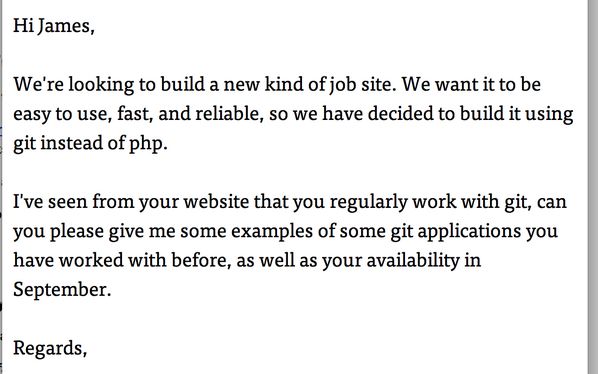 Hi James,
We're looking to build a new kind of job site. We want it to be
easy to use, fast, and reliable, so we have decided to build it using
git instead of php.
I've seen from your website that you regularly work with git, can
you please give me some examples of some git applications you
have worked with before, as well as your availability in
September.
Regards,